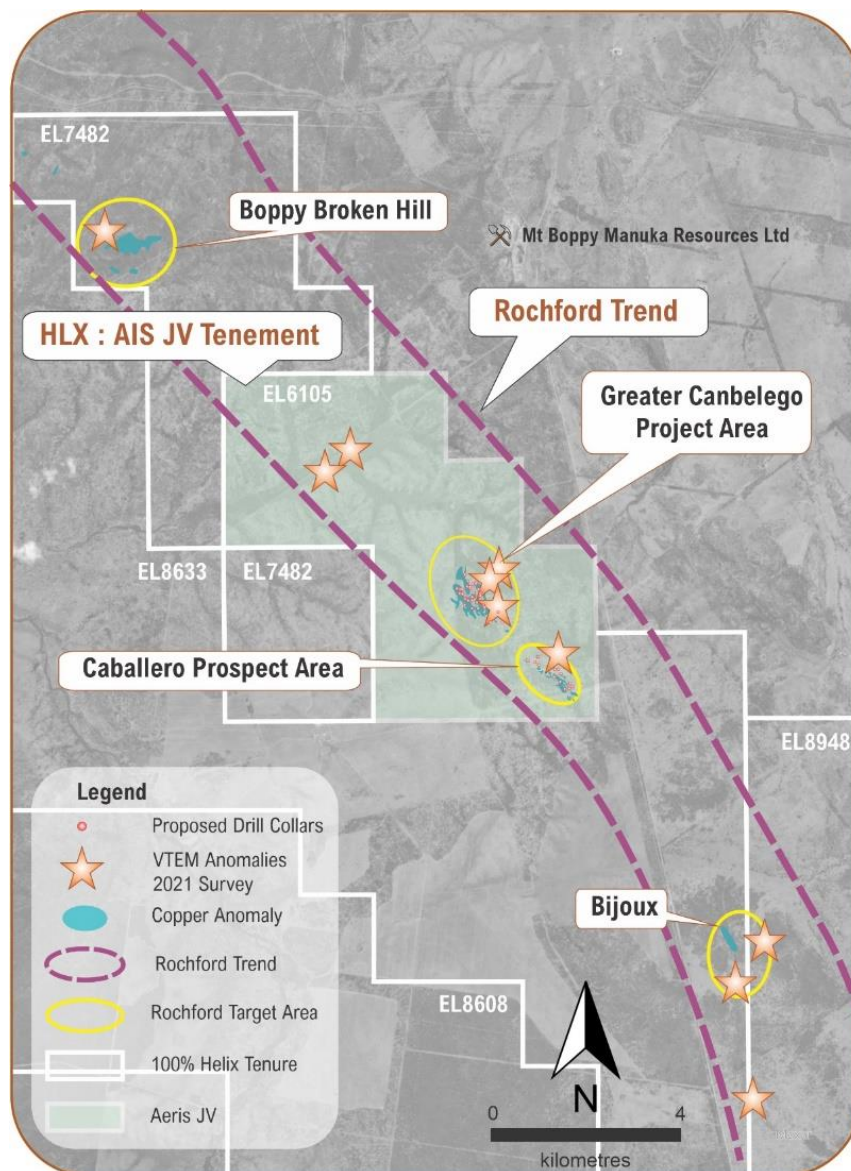 EL7482
Boppy Broken Hill
Mt Boppy Manuka Resources Ltd
HLX : AIS JV Tenement
Rochford Trend
EL6105
Greater Canbelego
Project Area
EL8633
EL7482
Caballero Prospect Area
EL8948
Legend
Proposed Drill Collars
VTEM Anomalies
2021 Survey
Copper Anomaly
Rochford Trend
Rochford Target Area
100% Helix Tenure
Aeris JV
Bijoux
EL8608
N
0
4
kilometres